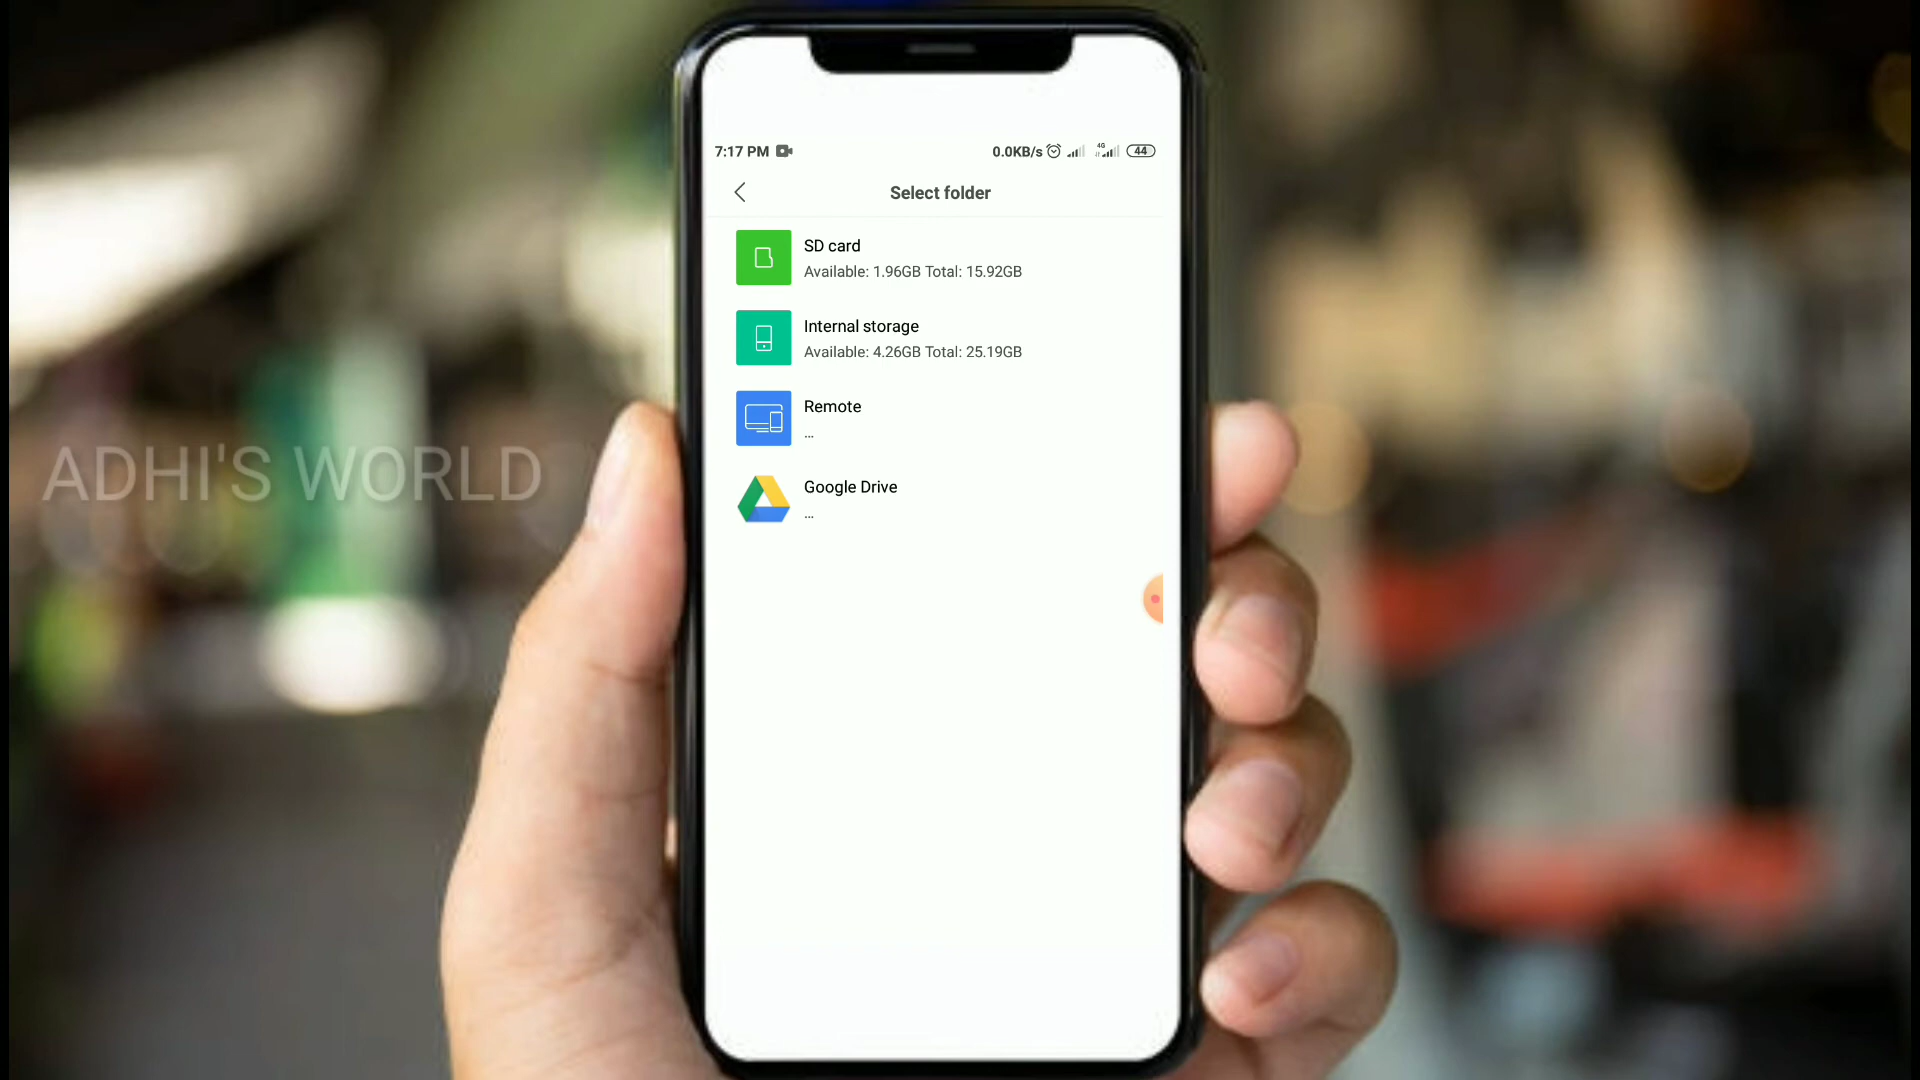 7:17 PM 0.0KB/s 4G 44
Select folder
SD card
Available: 1.96GB Total: 15.92GB
Internal storage
Available: 4.26GB Total: 25.19GB
Remote
...
ADHI'S WORLD
Google Drive
...